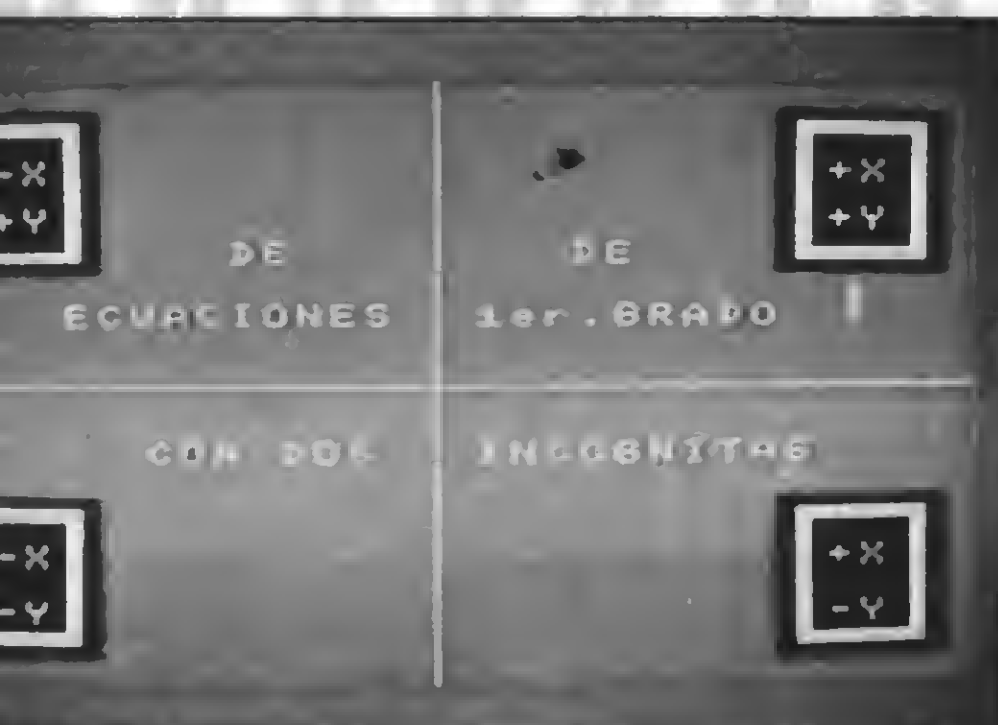 -X +X
+Y +Y
DE DE
ECUACIONES 1er.GRADO
CON DOS INCOGNITAS
-X +X
-Y -Y